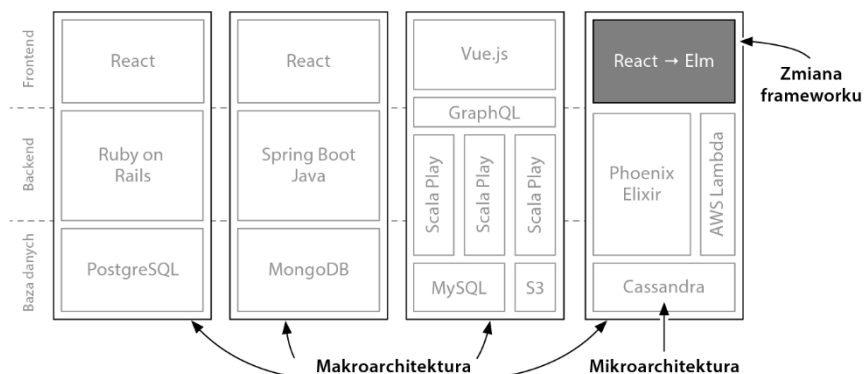 Frontend
Backend
Baza danych
React
Ruby on
Rails
PostgreSQL
React
Spring Boot
Java
MongoDB
Vue.js
GraphQL
Scala Play
Scala Play
Scala Play
MySQL
S3
React → Elm
Phoenix
Elixir
AWS Lambda
Cassandra
Zmiana
frameworku
Makroarchitektura
Mikroarchitektura